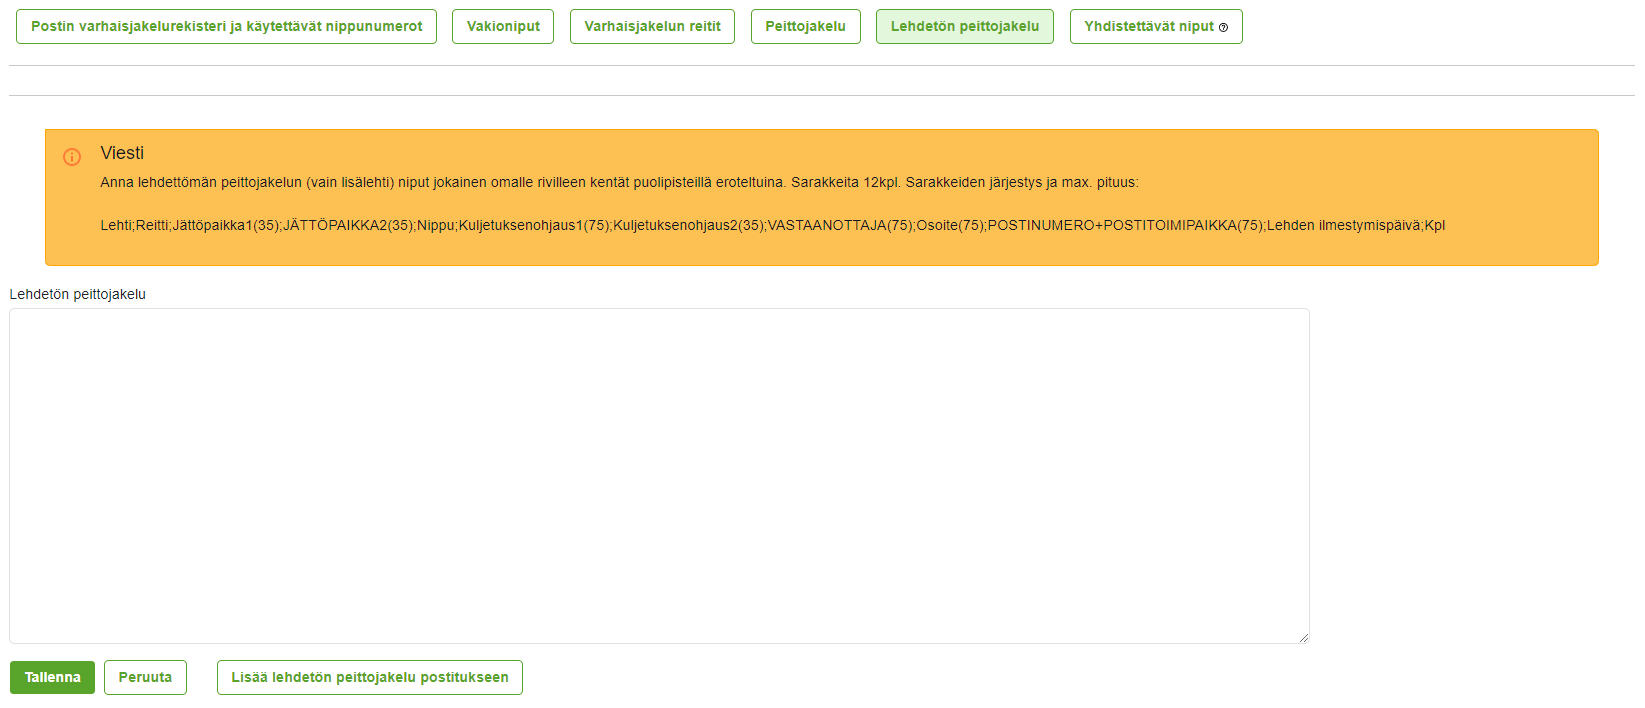 Postin varhaisjakelurekisteri ja käytettävät nippunumerot Vakioniput Varhaisjakelun reitit Peittojakelu Lehdetön peittojakelu Yhdistettävät niput
Viesti
Anna lehdettömän peittojakelun (vain lisälehti) niput jokainen omalle rivilleen kentät puolipisteillä eroteltuina. Sarakkeita 12kpl. Sarakkeiden järjestys ja max. pituus:
Lehti;Reitti;Jättöpaikka1(35);JÄTTÖPAIKKA2(35);Nippu;Kuljetuksenohjaus1(75);Kuljetuksenohjaus2(35);VASTAANOTTAJA(75);Osoite(75);POSTINUMERO+POSTITOIMIPAIKKA(75);Lehden ilmestymispäivä;Kpl
Lehdetön peittojakelu
Tallenna Peruuta Lisää lehdetön peittojakelu postitukseen